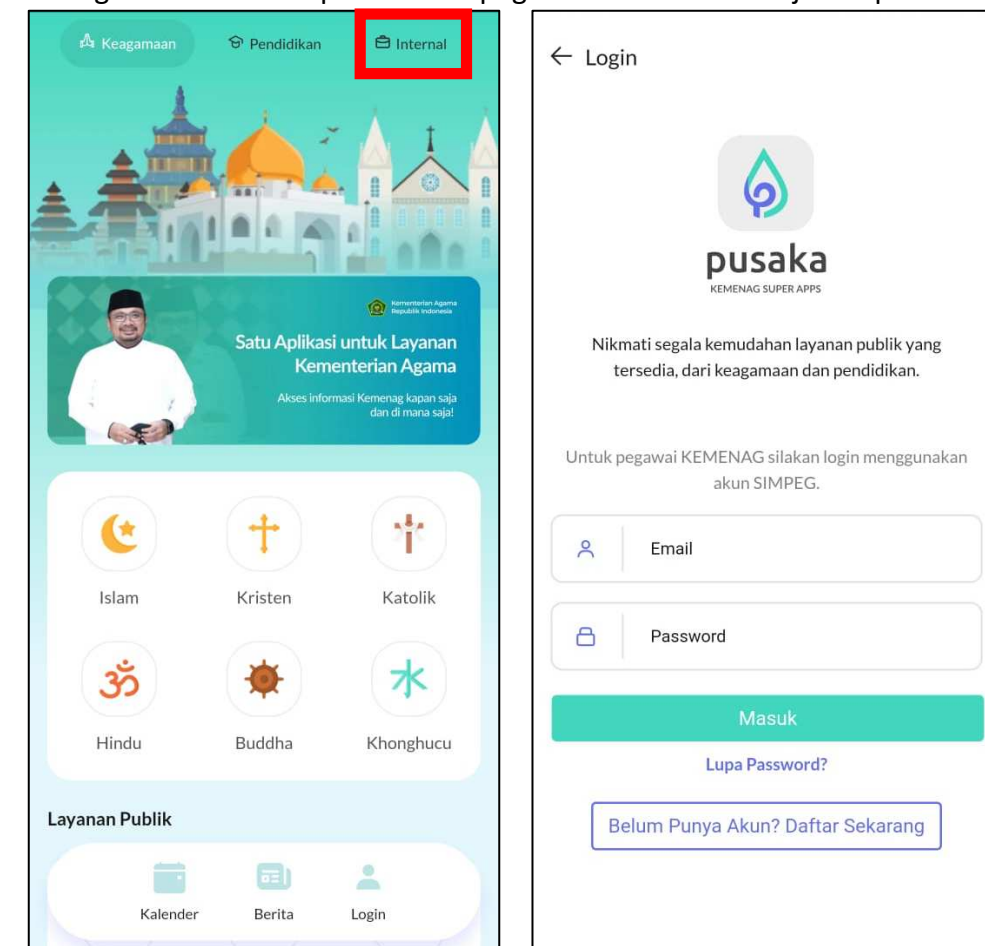 Keagamaan
Pendidikan
Internal
Kementerian Agama
Republik Indonesia
Satu Aplikasi untuk Layanan
Kementerian Agama
Akses informasi Kemenag kapan saja
dan di mana saja!
Islam
Kristen
Katolik
Hindu
Buddha
Khonghucu
Layanan Publik
Kalender
Berita
Login
Login
pusaka
KEMENAG SUPER APPS
Nikmati segala kemudahan layanan publik yang
tersedia, dari keagamaan dan pendidikan.
Untuk pegawai KEMENAG silakan login menggunakan
akun SIMPEG.
Email
Password
Masuk
Lupa Password?
Belum Punya Akun? Daftar Sekarang